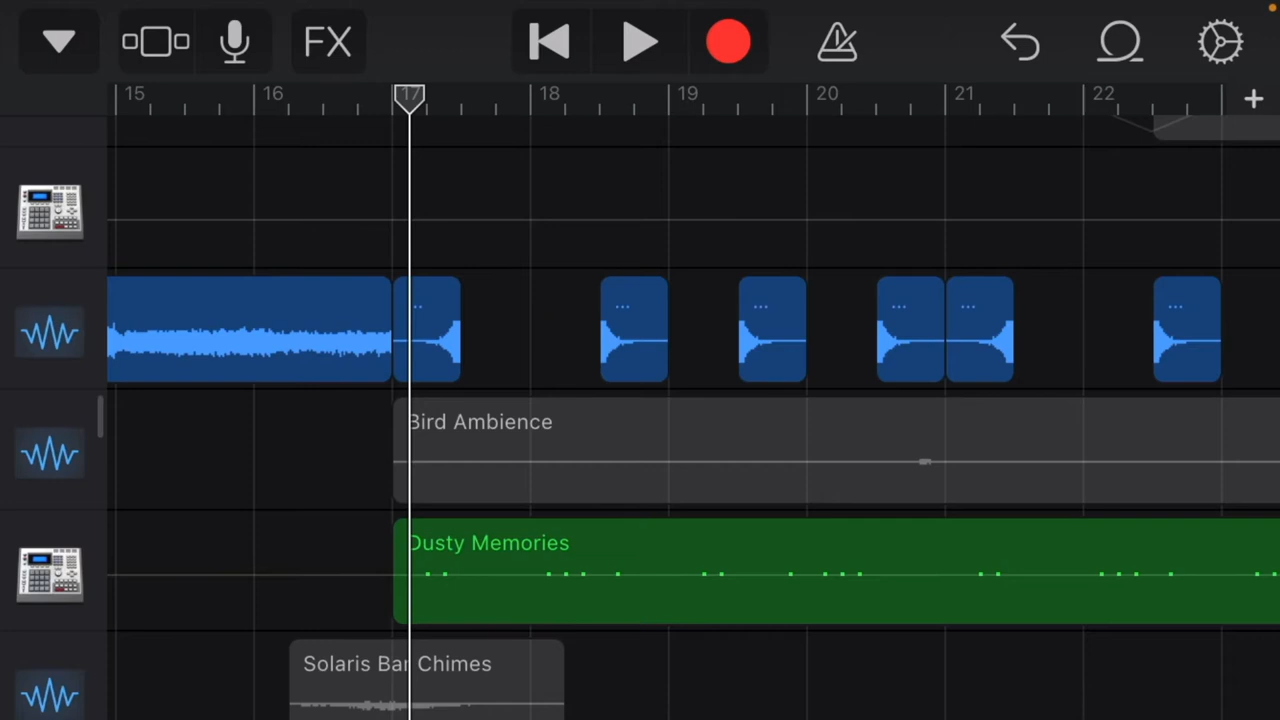 FX
15 16 17 18 19 20 21 22 +
... ... ... ... ... ...
Bird Ambience
Dusty Memories
Solaris Bar Chimes